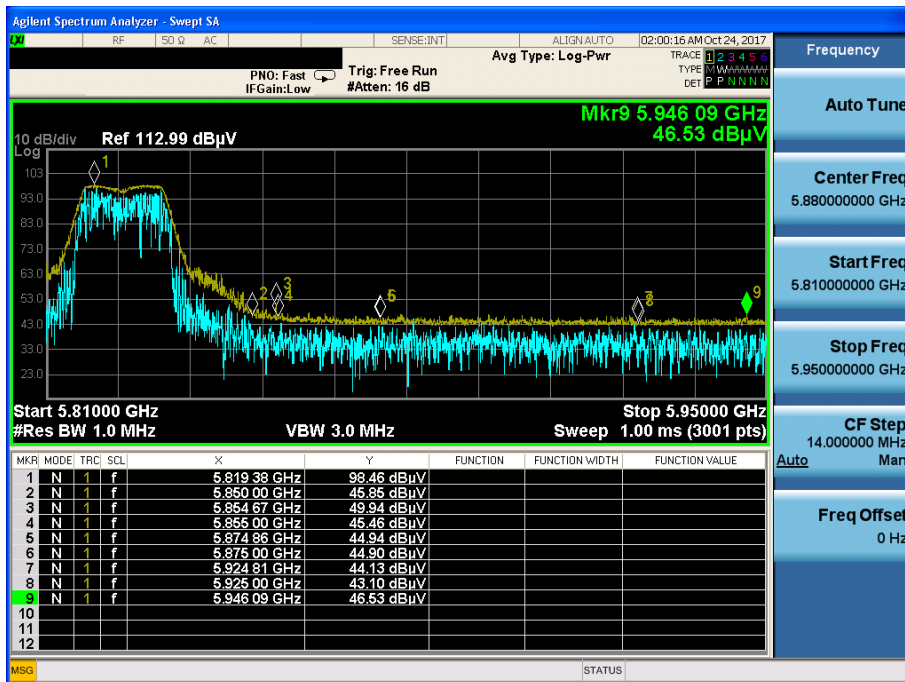 Agilent Spectrum Analyzer - Swept SA
LXI RF 50 Ω AC SENSE:INT ALIGN AUTO 02:00:16 AM Oct 24, 2017
Frequency
Avg Type: Log-Pwr
TRACE 1 2 3 4 5 6
TYPE M W W W W W
DET P P N N N N
PNO: Fast Trig: Free Run
IFGain:Low #Atten: 16 dB
Auto Tune
Mkr9 5.946 09 GHz
46.53 dBµV
10 dB/div Ref 112.99 dBµV
Log
103
93.0
83.0
73.0
63.0
53.0
43.0
33.0
23.0
1
2
3
4
6
7
8
9
Center Freq
5.880000000 GHz
Start Freq
5.810000000 GHz
Stop Freq
5.950000000 GHz
Start 5.81000 GHz Stop 5.95000 GHz
#Res BW 1.0 MHz VBW 3.0 MHz Sweep 1.00 ms (3001 pts)
CF Step
14.000000 MHz
Auto Man
Freq Offset
0 Hz
MKR MODE TRC SCL X Y FUNCTION FUNCTION WIDTH FUNCTION VALUE
1 N 1 f 5.819 38 GHz 98.46 dBµV
2 N 1 f 5.850 00 GHz 45.85 dBµV
3 N 1 f 5.854 67 GHz 49.94 dBµV
4 N 1 f 5.855 00 GHz 45.46 dBµV
5 N 1 f 5.874 86 GHz 44.94 dBµV
6 N 1 f 5.875 00 GHz 44.90 dBµV
7 N 1 f 5.924 81 GHz 44.13 dBµV
8 N 1 f 5.925 00 GHz 43.10 dBµV
9 N 1 f 5.946 09 GHz 46.53 dBµV
10
11
12
MSG STATUS